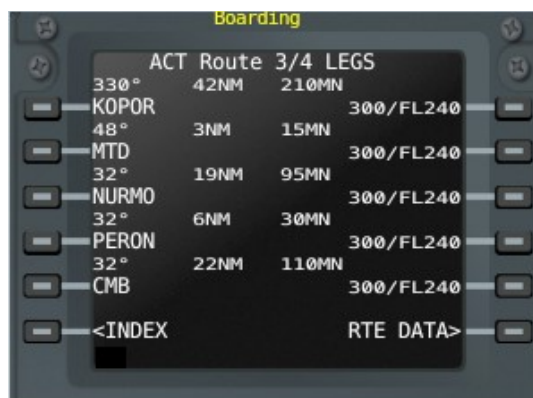 Boarding
ACT Route 3/4 LEGS
330° 42NM 210MN
KOPOR 300/FL240
48° 3NM 15MN
MTD 300/FL240
32° 19NM 95MN
NURMO 300/FL240
32° 6NM 30MN
PERON 300/FL240
32° 22NM 110MN
CMB 300/FL240
<INDEX RTE DATA>